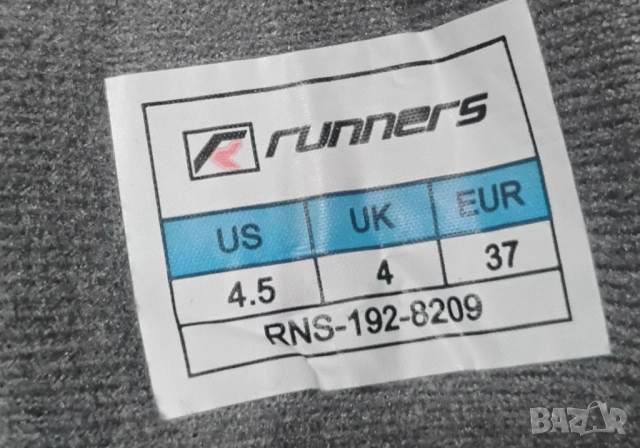 runners
US UK EUR
4.5 4 37
RNS-192-8209
BAZAR